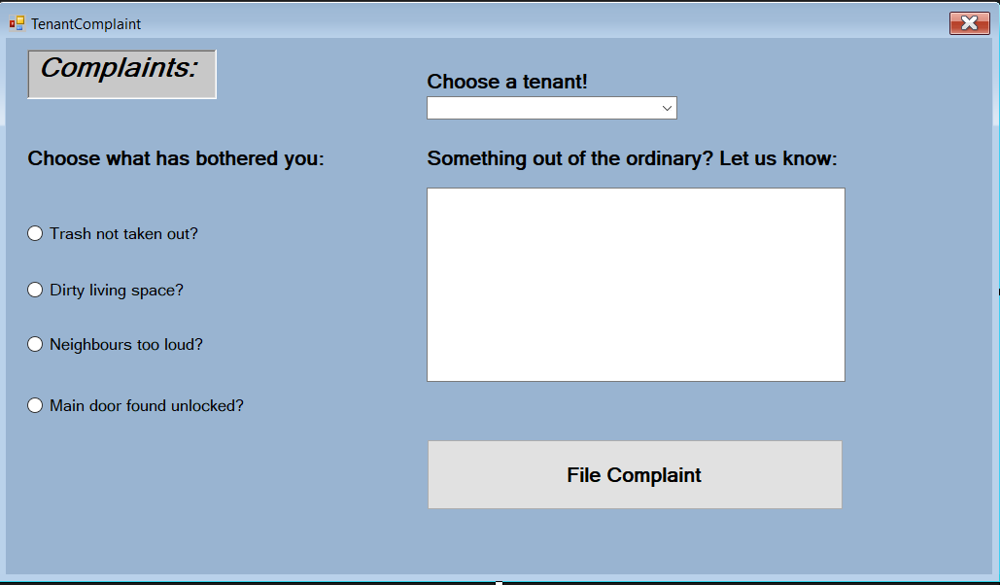 TenantComplaint
Complaints:
Choose a tenant!
Choose what has bothered you:
Something out of the ordinary? Let us know:
Trash not taken out?
Dirty living space?
Neighbours too loud?
Main door found unlocked?
File Complaint